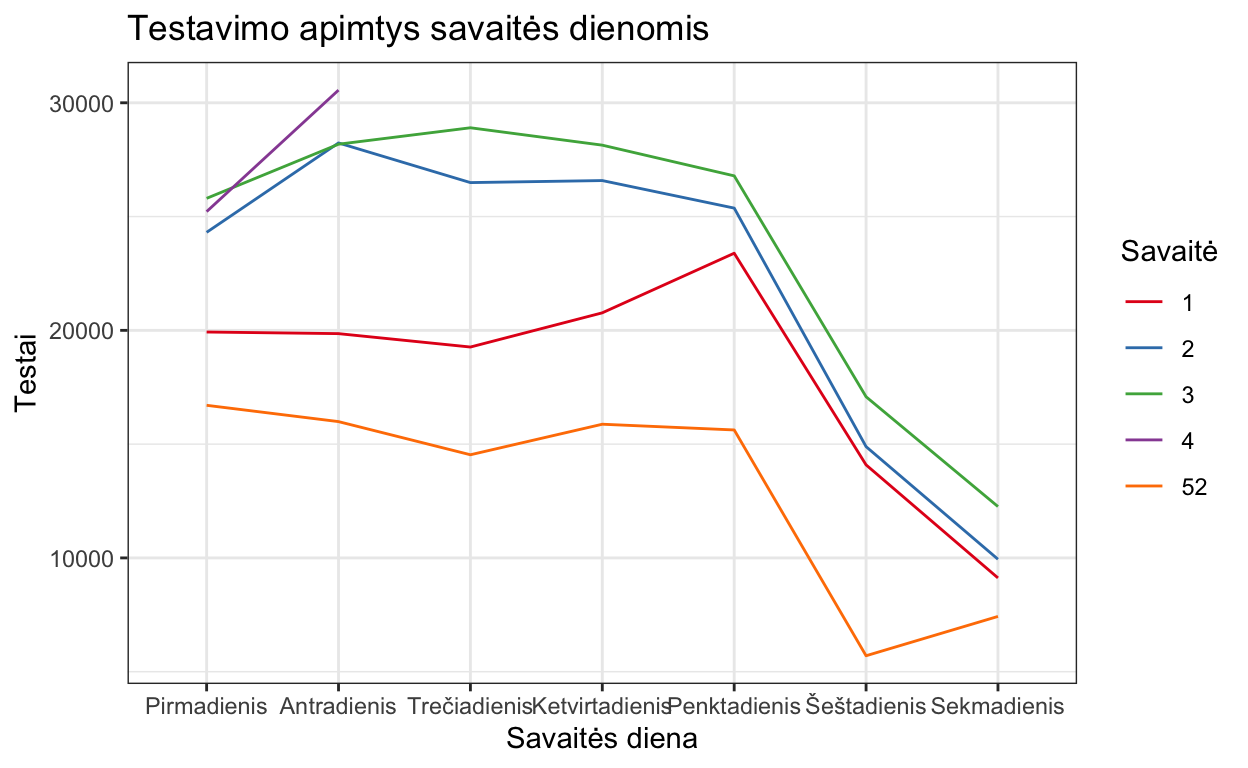 Testavimo apimtys savaitės dienomis
Testai
30000
20000
10000
Pirmadienis Antradienis Trečiadienis Ketvirtadienis Penktadienis Šeštadienis Sekmadienis
Savaitės diena
Savaitė
1
2
3
4
52